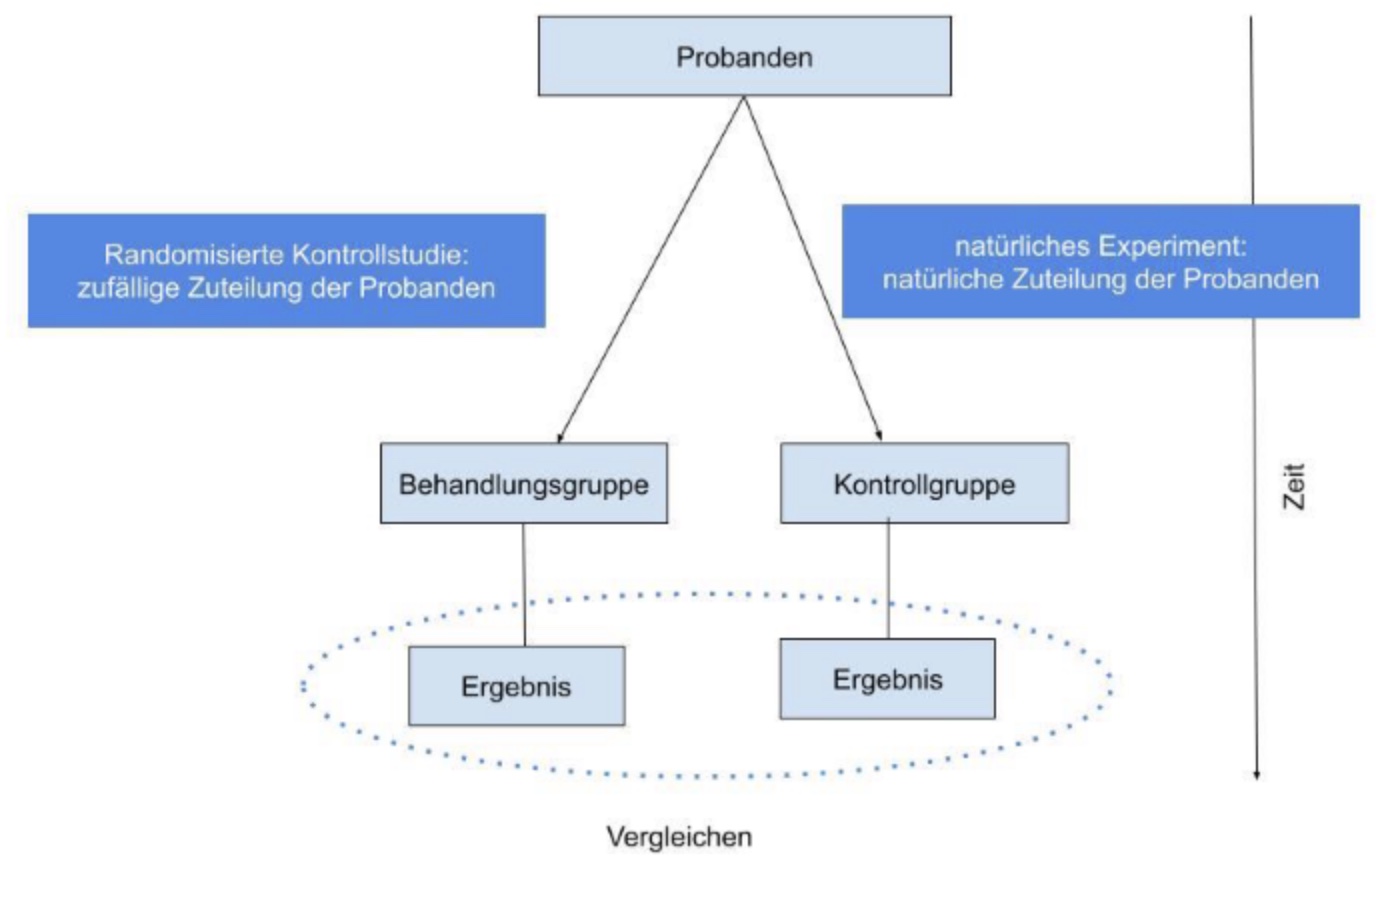 Probanden
Randomisierte Kontrollstudie:
zufällige Zuteilung der Probanden
natürliches Experiment:
natürliche Zuteilung der Probanden
Behandlungsgruppe
Kontrollgruppe
Zeit
Ergebnis
Ergebnis
Vergleichen